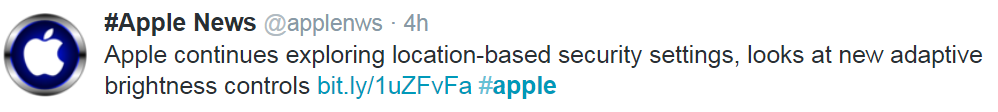 #Apple News @applenws · 4h
Apple continues exploring location-based security settings, looks at new adaptive
brightness controls bit.ly/1uZFvFa #apple